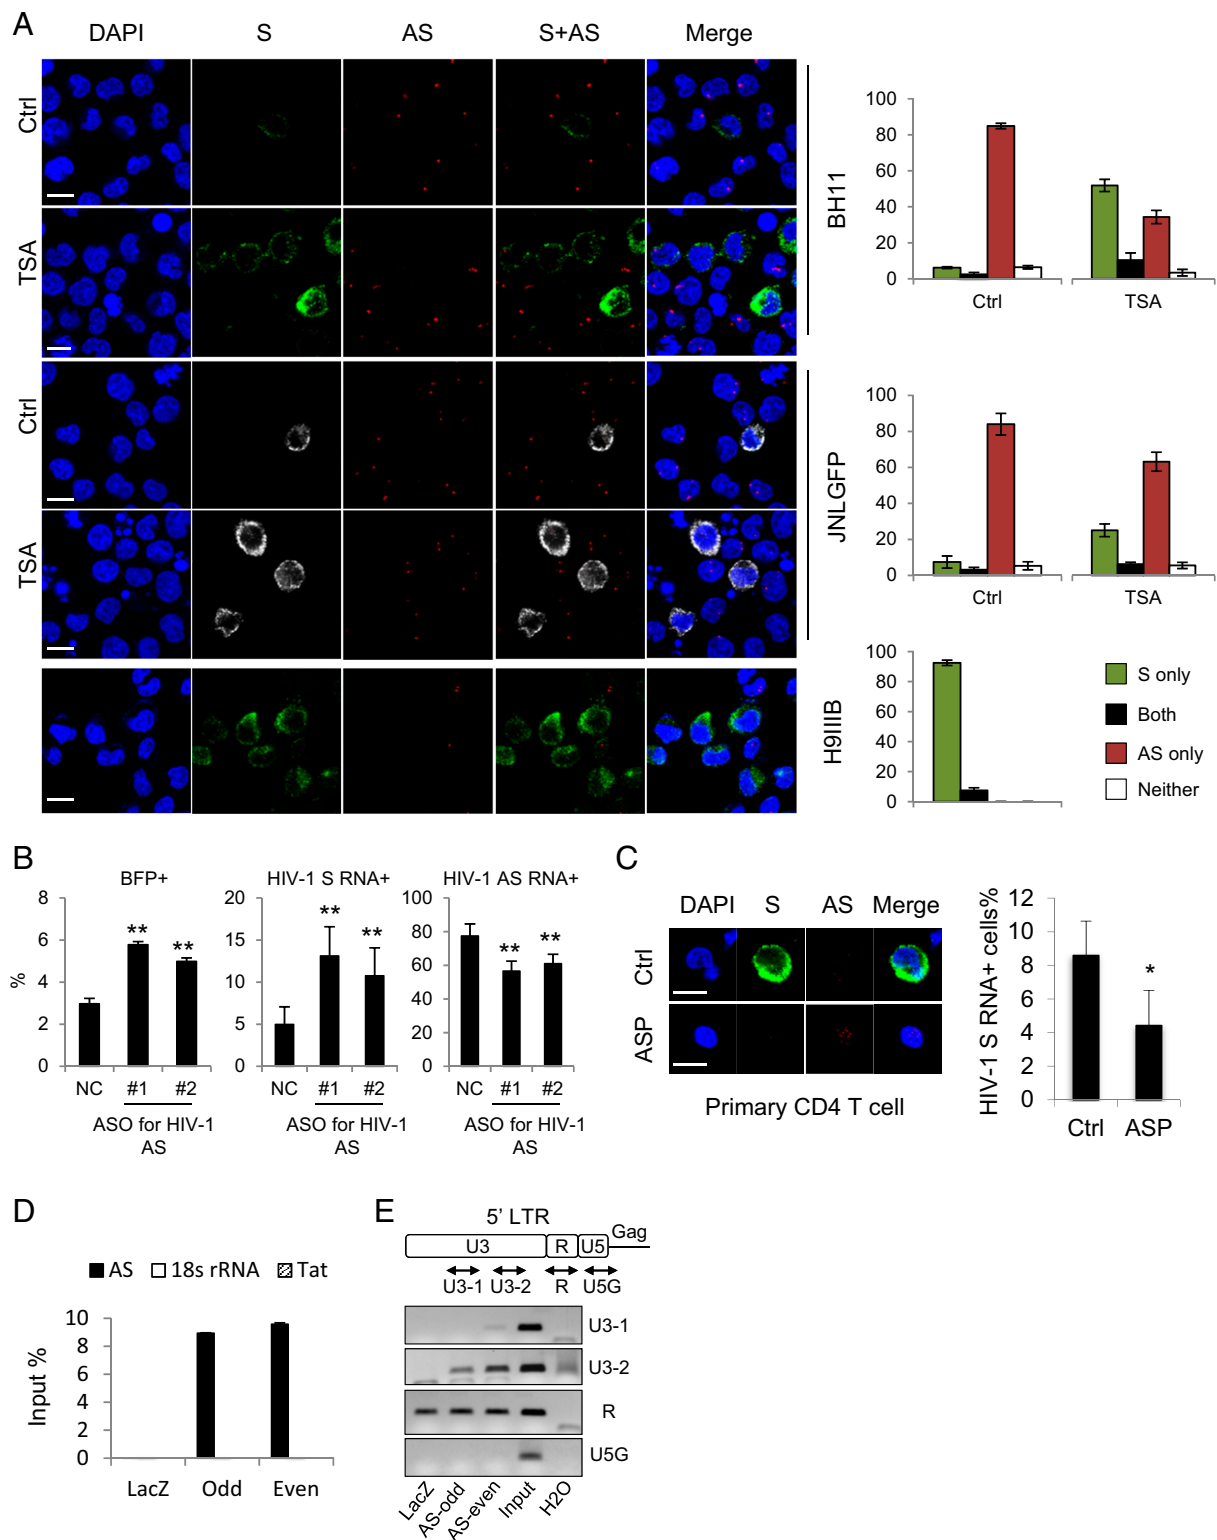 A
DAPI S AS S+AS Merge
Ctrl
TSA
Ctrl
TSA
BH11
100
80
60
40
20
0
Ctrl TSA
JNLGFP
100
80
60
40
20
0
Ctrl TSA
H9IIIB
100
80
60
40
20
0
S only
Both
AS only
Neither
B
BFP+
%
8
6
4
2
0
** **
NC #1 #2
ASO for HIV-1
AS
HIV-1 S RNA+
20
15
10
5
0
** **
NC #1 #2
ASO for HIV-1
AS
HIV-1 AS RNA+
100
80
60
40
20
0
** **
NC #1 #2
ASO for HIV-1
AS
C
DAPI S AS Merge
Ctrl
ASP
Primary CD4 T cell
HIV-1 S RNA+ cells%
12
10
8
6
4
2
0
*
Ctrl ASP
D
AS 18s rRNA Tat
Input %
10
8
6
4
2
0
LacZ Odd Even
E
5' LTR
U3 R U5 Gag
U3-1 U3-2 R U5G
U3-1
U3-2
R
U5G
LacZ AS-odd AS-even Input H2O